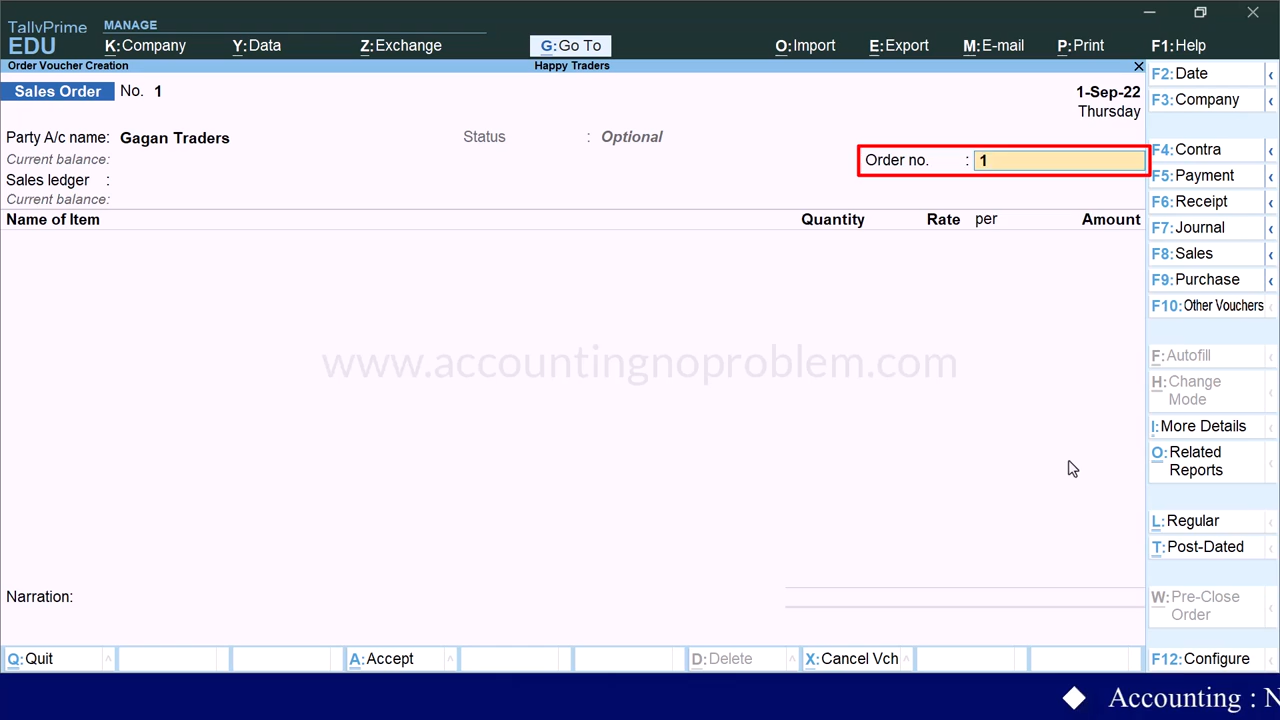 TallyPrime
MANAGE
EDU
K:Company
Y:Data
Z:Exchange
G:Go To
O:Import
E:Export
M:E-mail
P:Print
F1:Help
Order Voucher Creation
Happy Traders
Sales Order No. 1
1-Sep-22
Thursday
Party A/c name: Gagan Traders
Status : Optional
Current balance:
Order no. : 1
Sales ledger :
Current balance:
Name of Item Quantity Rate per Amount
www.accountingnoproblem.com
Narration:
F2:Date
F3:Company
F4:Contra
F5:Payment
F6:Receipt
F7:Journal
F8:Sales
F9:Purchase
F10:Other Vouchers
F:Autofill
H:Change
Mode
I:More Details
O:Related
Reports
L:Regular
T:Post-Dated
W:Pre-Close
Order
Q:Quit
A:Accept
D:Delete
X:Cancel Vch
F12:Configure
◆ Accounting : N